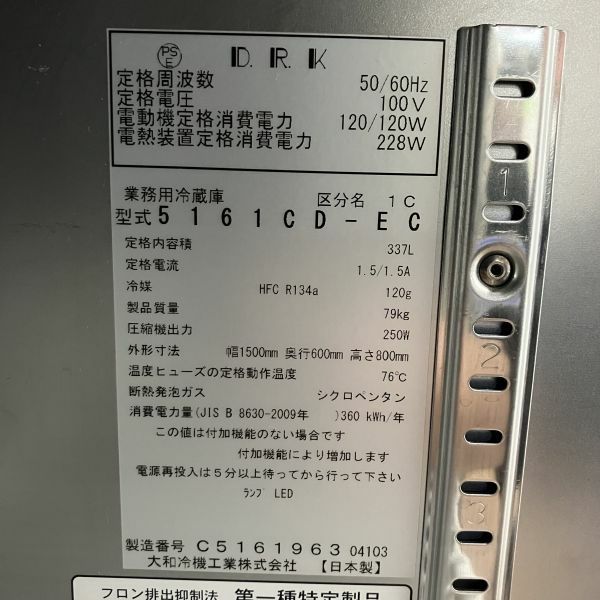 PS E D.R.K
定格周波数 50/60Hz
定格電圧 100V
電動機定格消費電力 120/120W
電熱装置定格消費電力 228W
業務用冷蔵庫 区分名 1C
型式 5161CD-EC
定格内容積 337L
定格電流 1.5/1.5A
冷媒 HFC R134a 120g
製品質量 79kg
圧縮機出力 250W
外形寸法 幅1500mm 奥行600mm 高さ800mm
温度ヒューズの定格動作温度 76℃
断熱発泡ガス シクロペンタン
消費電力量(JIS B 8630-2009年 )360 kWh/年
この値は付加機能のない場合です
付加機能により増加します
電源再投入は5分以上待ってから行って下さい
ﾗﾝﾌﾟ LED
製造番号 C5161963 04103
大和冷機工業株式会社 【日本製】
フロン排出抑制法 第一種特定製品
1
2
3